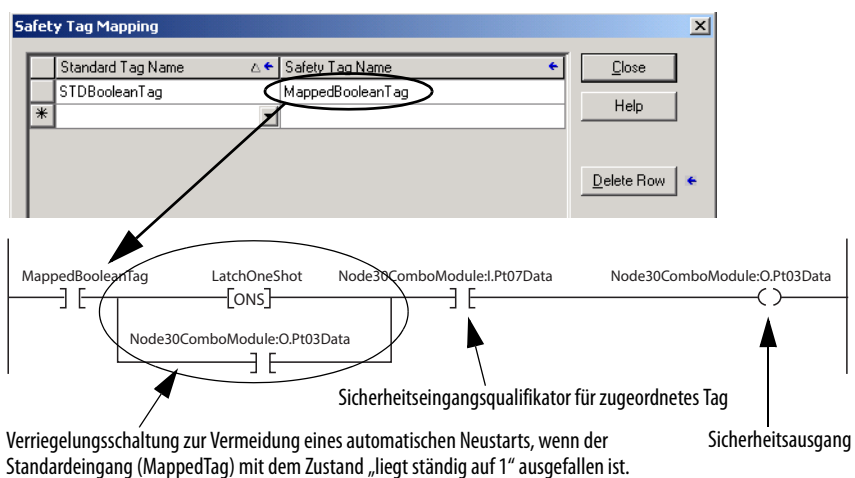 Safety Tag Mapping
Standard Tag Name Safety Tag Name Close
STDBooleanTag MappedBooleanTag
* Help
Delete Row
MappedBooleanTag LatchOneShot Node30ComboModule:I.Pt07Data Node30ComboModule:O.Pt03Data
ONS
Node30ComboModule:O.Pt03Data
Sicherheitseingangsqualifikator für zugeordnetes Tag
Verriegelungsschaltung zur Vermeidung eines automatischen Neustarts, wenn der Sicherheitsausgang
Standardeingang (MappedTag) mit dem Zustand „liegt ständig auf 1“ ausgefallen ist.